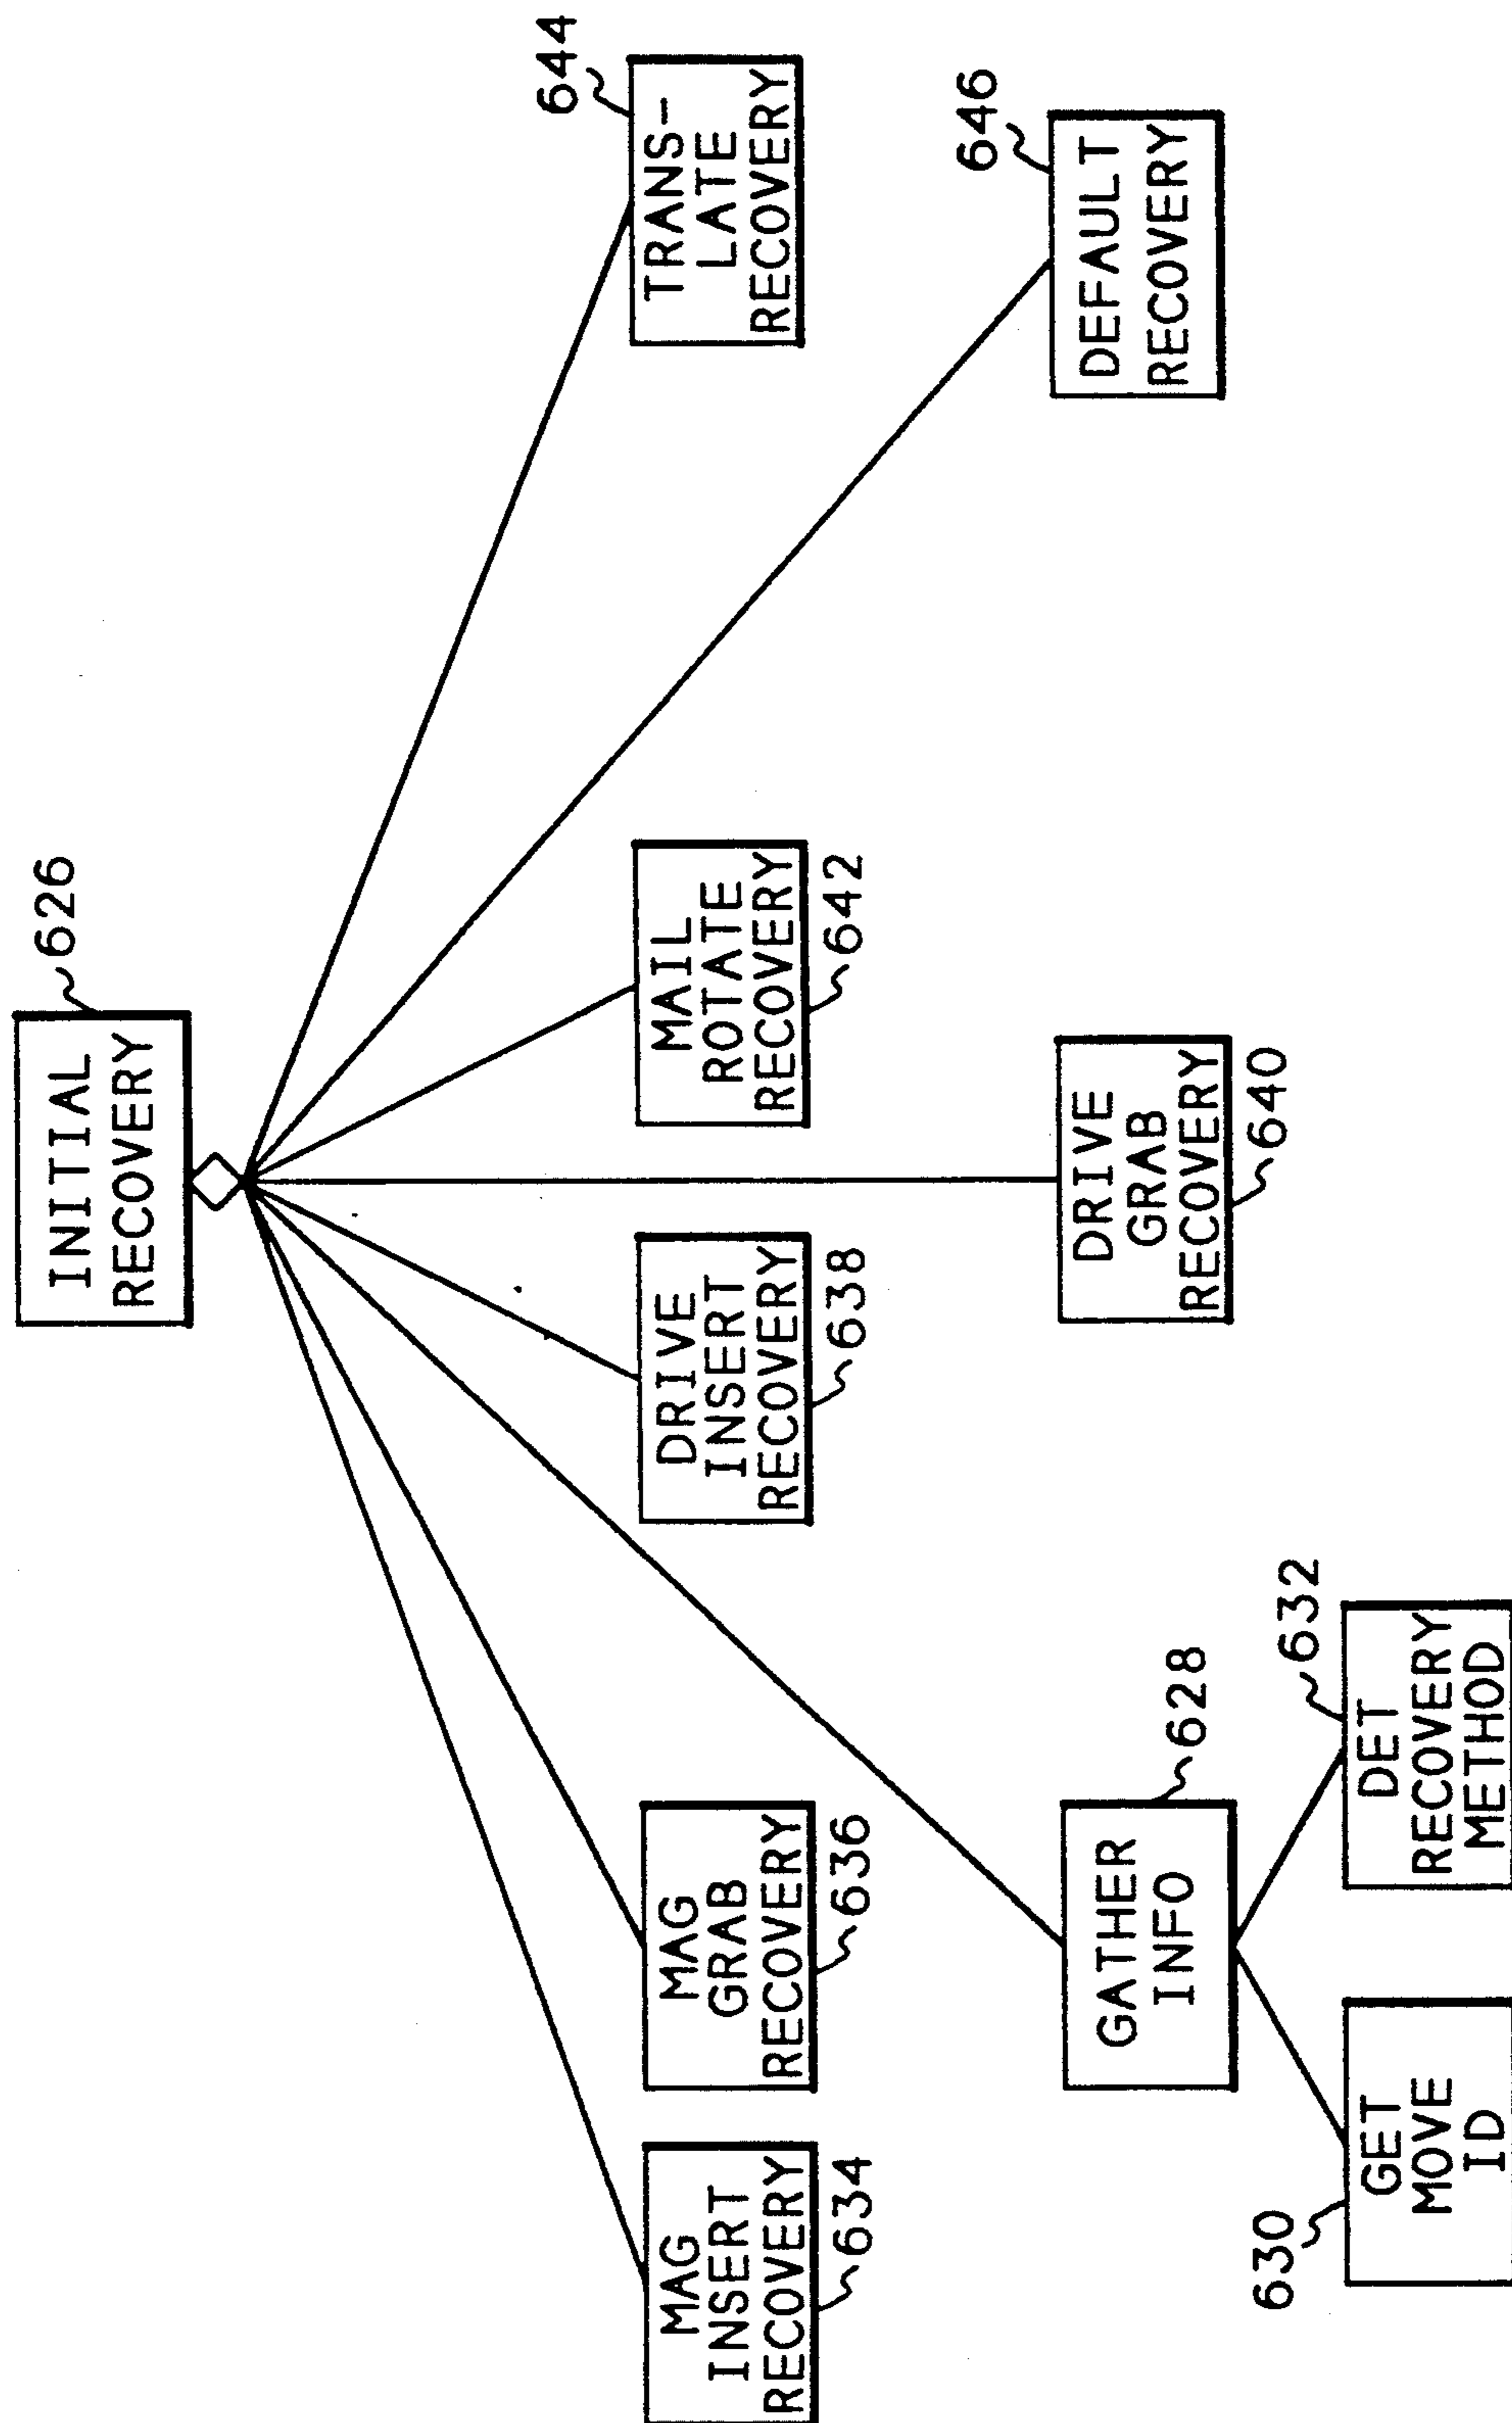 INITIAL
RECOVERY
626
MAG
INSERT
RECOVERY
634
MAG
GRAB
RECOVERY
636
DRIVE
INSERT
RECOVERY
638
MAIL
ROTATE
RECOVERY
642
TRANS-
LATE
RECOVERY
644
GATHER
INFO
628
DRIVE
GRAB
RECOVERY
640
DEFAULT
RECOVERY
646
GET
MOVE
ID
630
DET
RECOVERY
METHOD
632